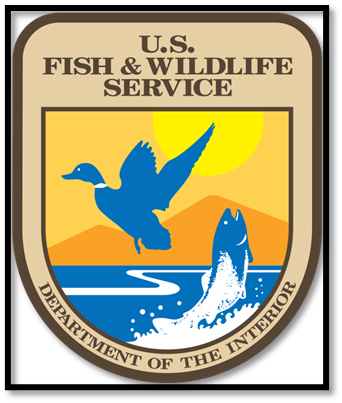 U.S.
FISH & WILDLIFE
SERVICE
DEPARTMENT OF THE INTERIOR